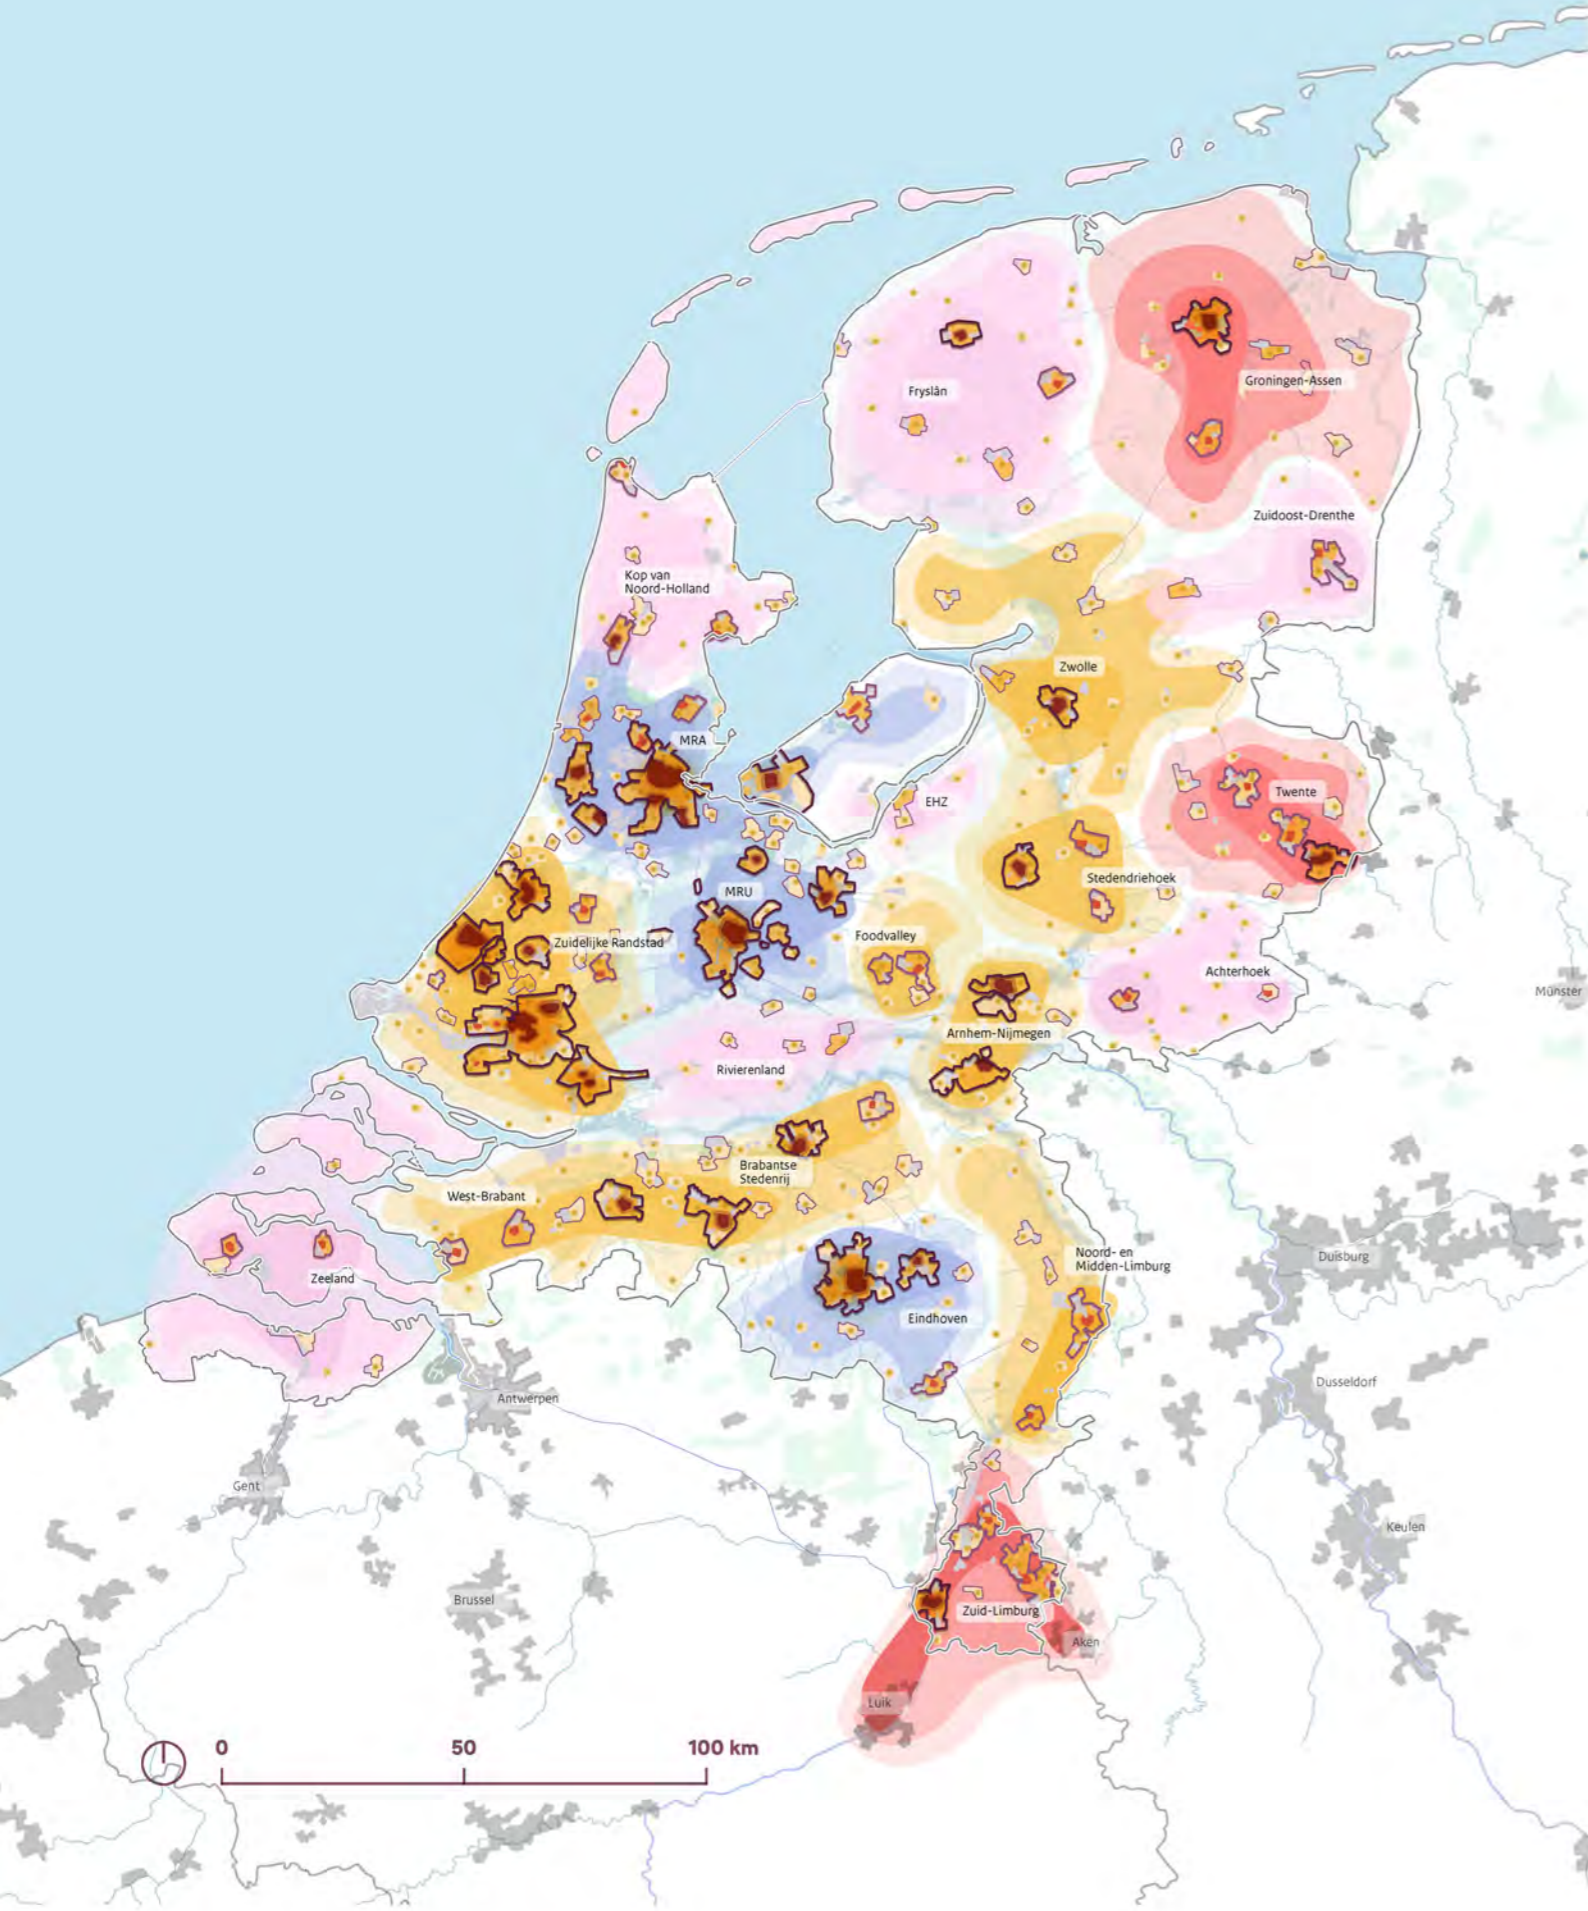 Fryslân
Groningen-Assen
Zuidoost-Drenthe
Kop van
Noord-Holland
Zwolle
MRA
Twente
EHZ
Stedendriehoek
MRU
Foodvalley
Zuidelijke Randstad
Achterhoek
Münster
Arnhem-Nijmegen
Rivierenland
Brabantse
Stedenrij
West-Brabant
Noord- en
Midden-Limburg
Duisburg
Zeeland
Eindhoven
Dusseldorf
Antwerpen
Gent
Keulen
Brussel
Zuid-Limburg
Aken
Luik
0 50 100 km